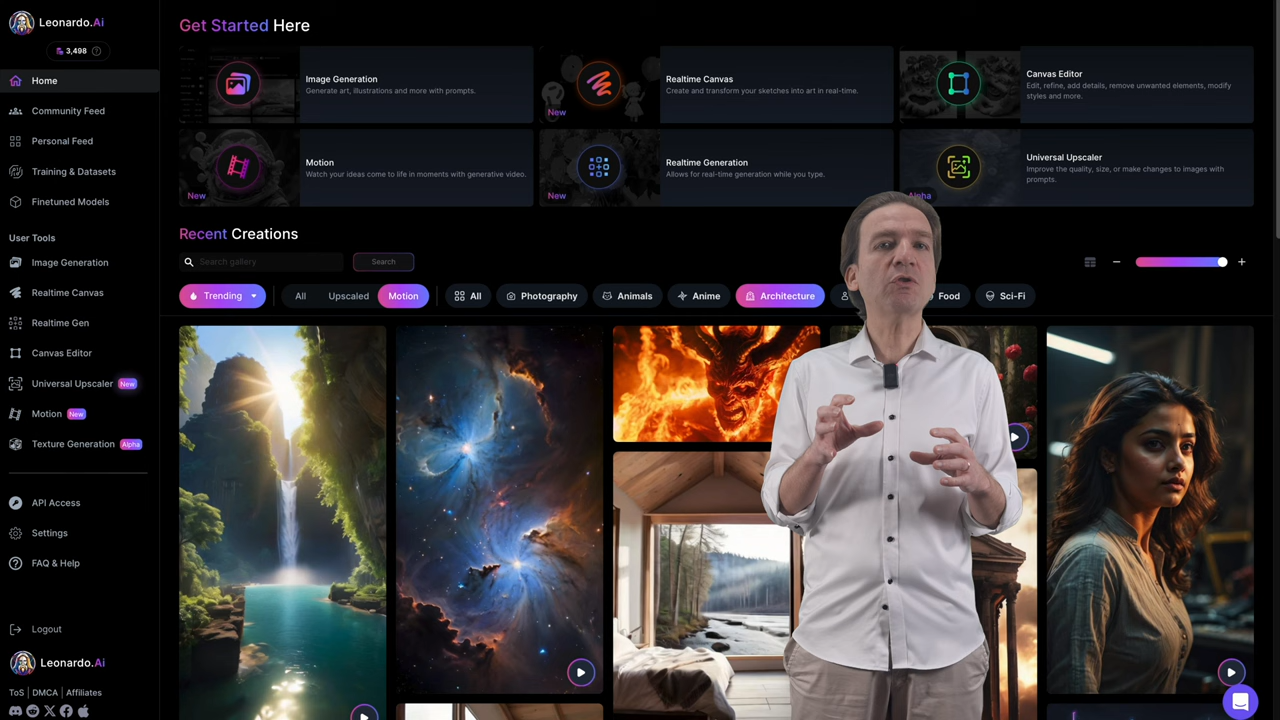 Leonardo.Ai
3,498
Home
Community Feed
Personal Feed
Training & Datasets
Finetuned Models
User Tools
Image Generation
Realtime Canvas
Realtime Gen
Canvas Editor
Universal Upscaler New
Motion New
Texture Generation Alpha
API Access
Settings
FAQ & Help
Logout
Leonardo.Ai
ToS | DMCA | Affiliates
Get Started Here
Image Generation
Generate art, illustrations and more with prompts.
New
Realtime Canvas
Create and transform your sketches into art in real-time.
Canvas Editor
Edit, refine, add details, remove unwanted elements, modify
styles and more.
New
Motion
Watch your ideas come to life in moments with generative video.
New
Realtime Generation
Allows for real-time generation while you type.
Alpha
Universal Upscaler
Improve the quality, size, or make changes to images with
prompts.
Recent Creations
Search gallery
Search
Trending
All
Upscaled
Motion
All
Photography
Animals
Anime
Architecture
Food
Sci-Fi